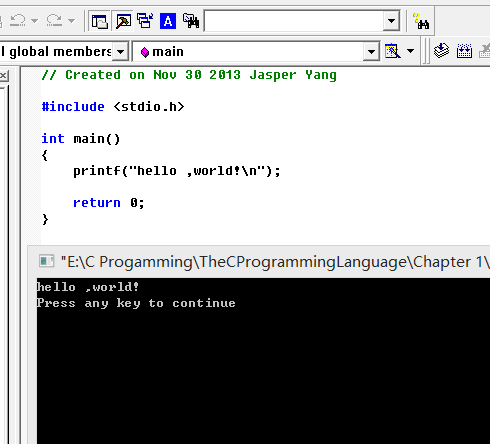 l global members
main
// Created on Nov 30 2013 Jasper Yang
#include <stdio.h>
int main()
{
    printf("hello ,world!\n");
    return 0;
}
"E:\C Progamming\TheCProgrammingLanguage\Chapter 1\
hello ,world!
Press any key to continue